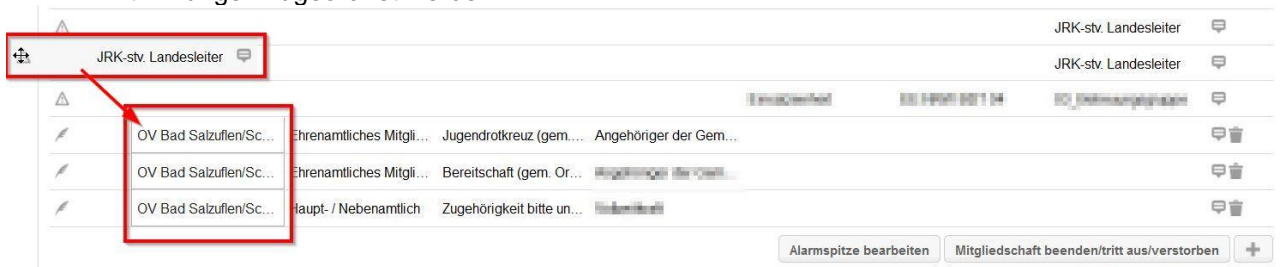 JRK-stv. Landesleiter
JRK-stv. Landesleiter
JRK-stv. Landesleiter
OV Bad Salzuflen/Sc... Ehrenamtliches Mitgli... Jugendrotkreuz (gem.... Angehöriger der Gem...
OV Bad Salzuflen/Sc... Ehrenamtliches Mitgli... Bereitschaft (gem. Or...
OV Bad Salzuflen/Sc... Haupt- / Nebenamtlich Zugehörigkeit bitte un...
Alarmspitze bearbeiten Mitgliedschaft beenden/tritt aus/verstorben +